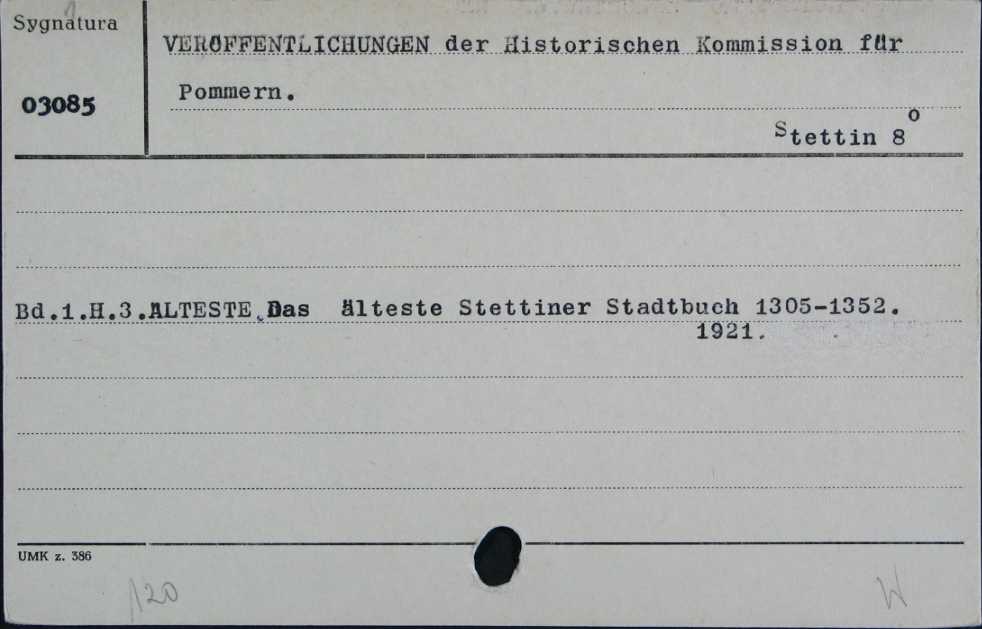 Sygnatura
VERÖFFENTLICHUNGEN der Historischen Kommission für
03085
Pommern.
Stettin 8⁰
Bd.1.H.3.ÄLTESTE, Das älteste Stettiner Stadtbuch 1305-1352.
1921.
UMK z. 386
120
W